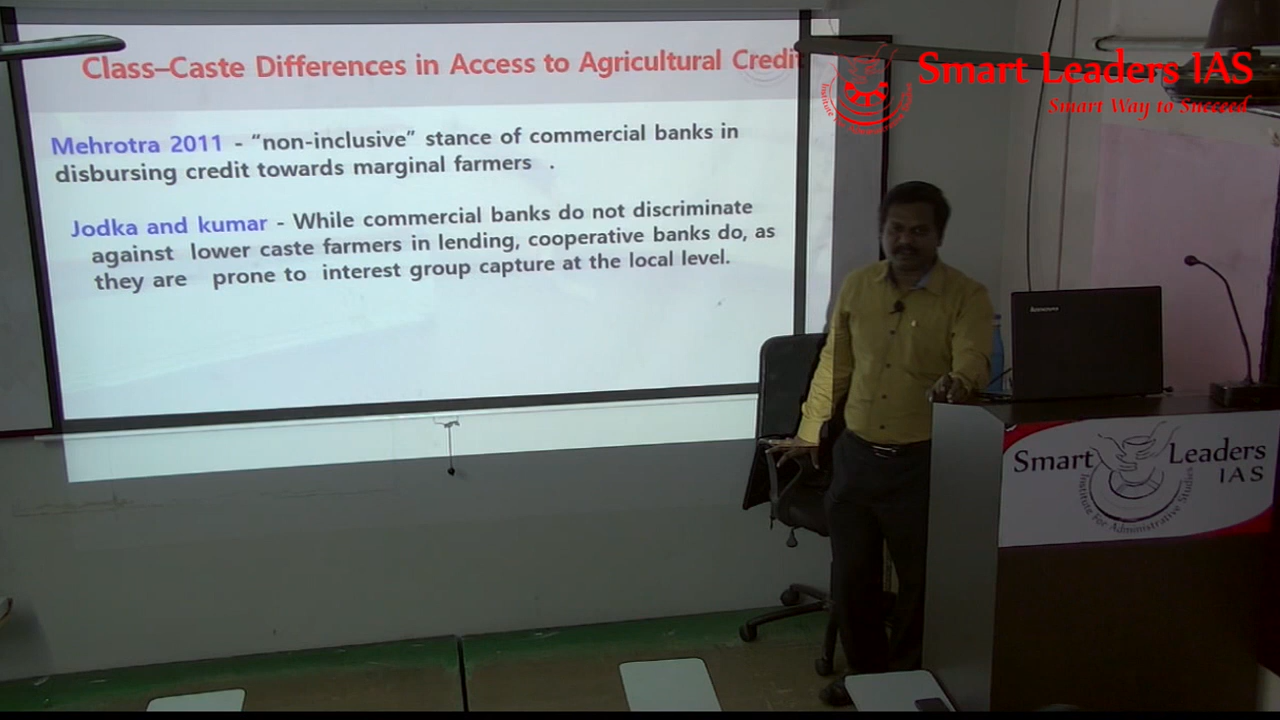 Class–Caste Differences in Access to Agricultural Credit
Mehrotra 2011 - “non-inclusive” stance of commercial banks in
disbursing credit towards marginal farmers .
Jodka and kumar - While commercial banks do not discriminate
against lower caste farmers in lending, cooperative banks do, as
they are prone to interest group capture at the local level.
Smart Leaders IAS
Smart Way to Succeed
lenovo
Smart Leaders
IAS
Institute For Administrative Studies